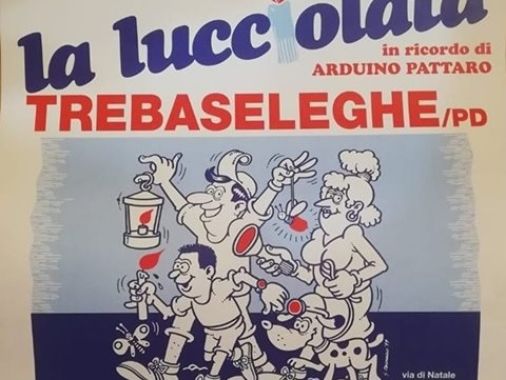 la lucciolata
in ricordo di
ARDUINO PATTARO
TREBASELEGHE/PD
via di Natale